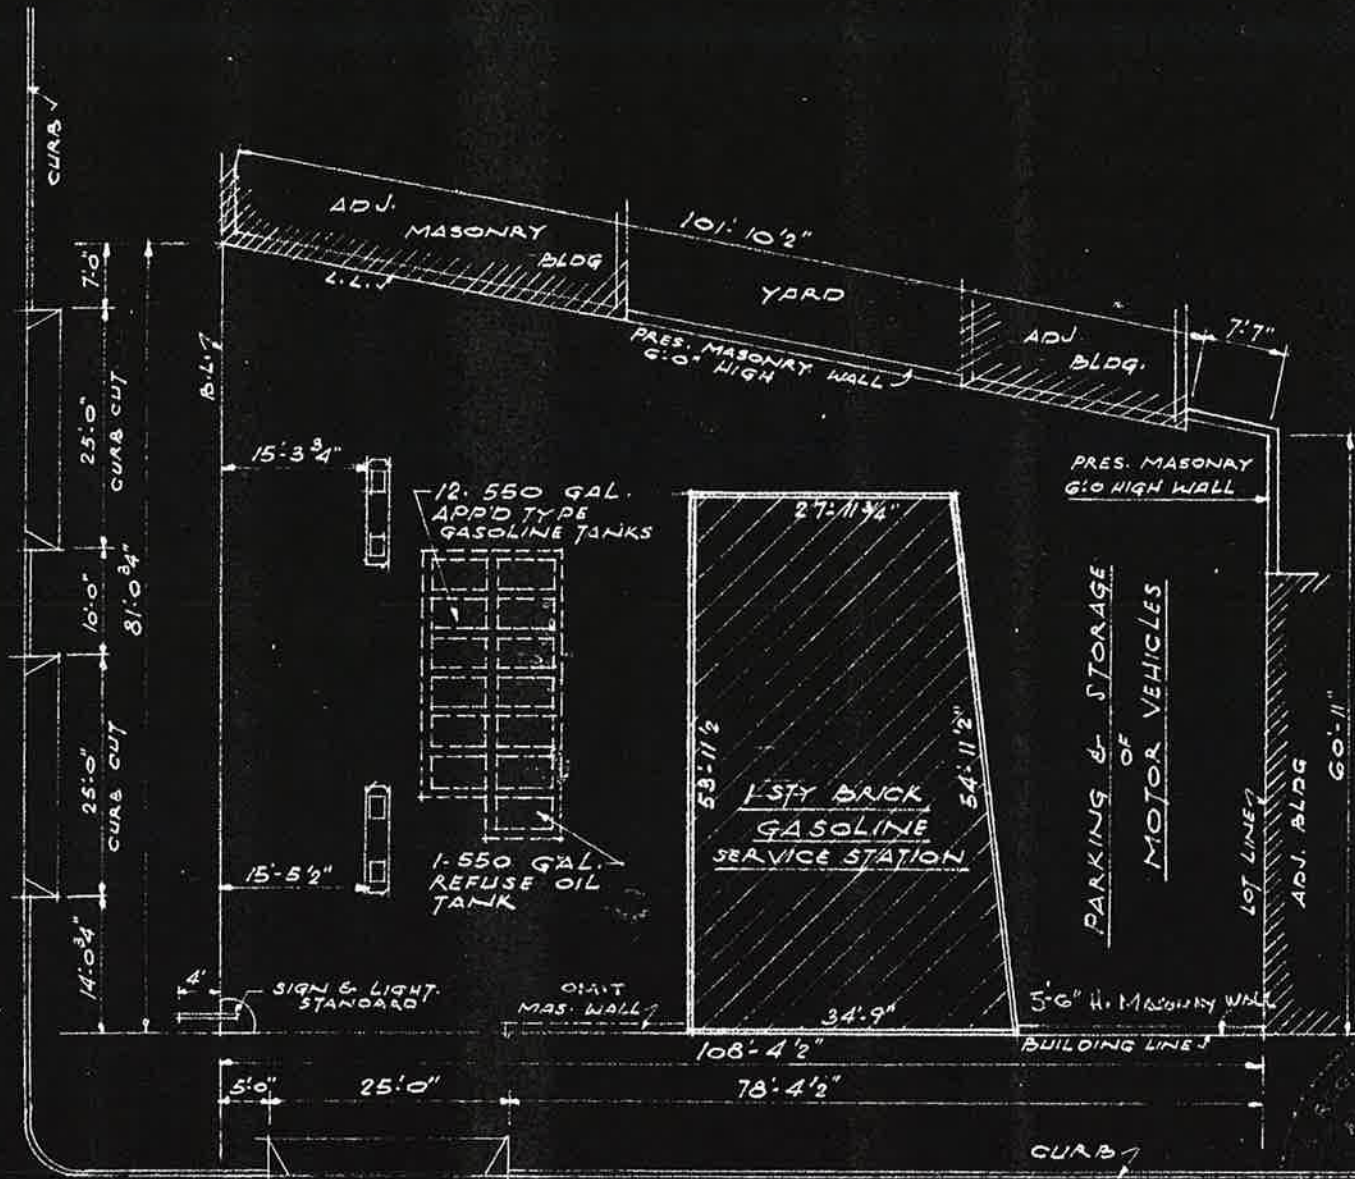 CURB
ADJ.
MASONRY
BLDG
L.L.
101'-10½"
YARD
PRES. MASONRY WALL
6'-0" HIGH
ADJ.
BLDG.
7'-7"
7'-0"
25'-0"
CURB CUT
10'-0"
81'-0¾"
25'-0"
CURB CUT
14'-0¾"
B.L.
15'-3¾"
12. 550 GAL.
APP'D TYPE
GASOLINE TANKS
27'-11¾"
PRES. MASONRY
6'-0 HIGH WALL
53'-11½
54'-11½"
1 STY BRICK
GASOLINE
SERVICE STATION
PARKING & STORAGE
OF
MOTOR VEHICLES
LOT LINE
ADJ. BLDG
60'-11"
15'-5½"
1-550 GAL.
REFUSE OIL
TANK
4'
SIGN & LIGHT.
STANDARD
OMIT
MAS. WALL
34'-9"
5'-6" H. MASONRY WALL
BUILDING LINE
108'-4½"
5'-0"
25'-0"
78'-4½"
CURB